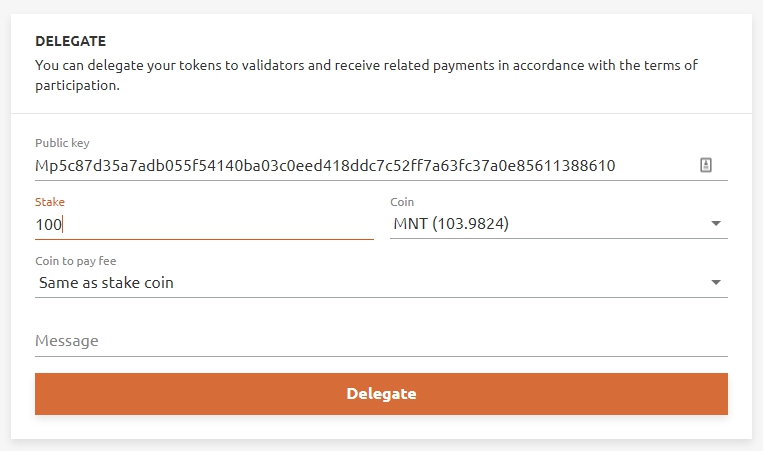 DELEGATE
You can delegate your tokens to validators and receive related payments in accordance with the terms of
participation.
Public key
Mp5c87d35a7adb055f54140ba03c0eed418ddc7c52ff7a63fc37a0e85611388610
Stake
100
Coin
MNT (103.9824)
Coin to pay fee
Same as stake coin
Message
Delegate